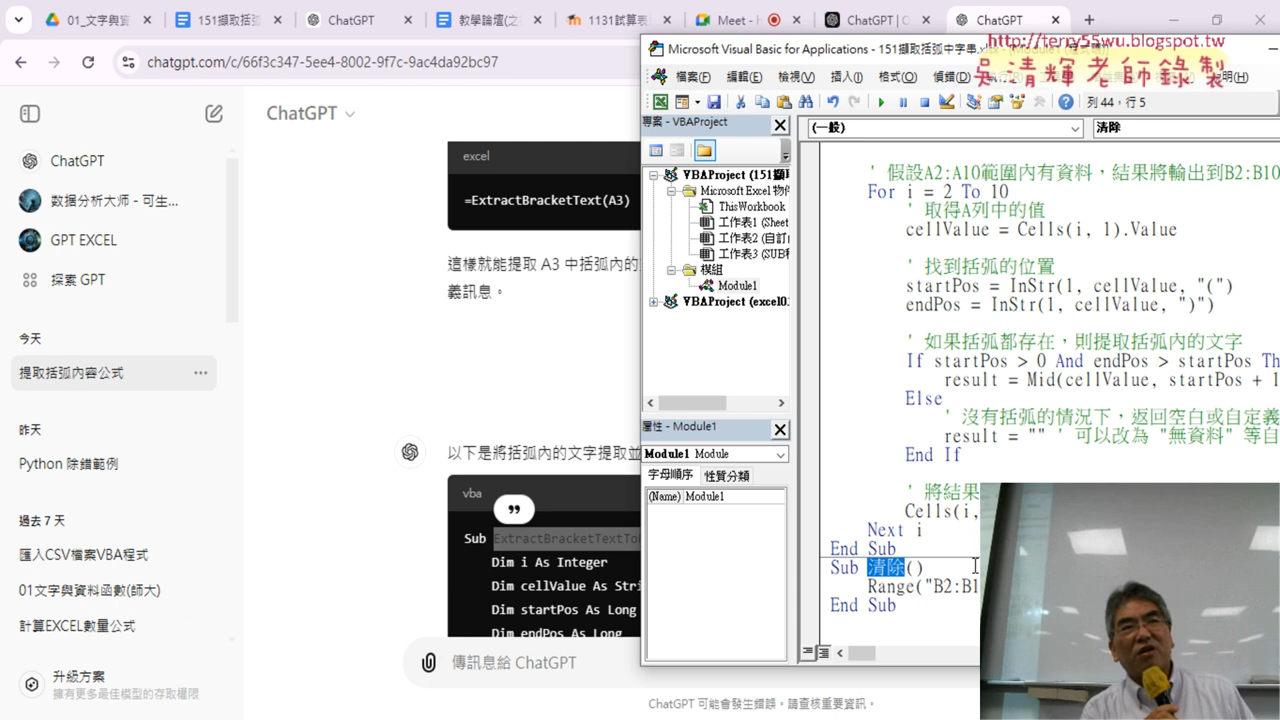 01_文字與資
151擷取括弧
ChatGPT
教學論壇(之
1131試算表
Meet -
ChatGPT |
ChatGPT
http://terry55wu.blogspot.tw
吳清輝老師錄製
chatgpt.com/c/66f3c347-5ee4-8002-9f7c-9ac4da92bc97
ChatGPT
ChatGPT
数据分析大师 - 可生...
GPT EXCEL
探索 GPT
今天
提取括弧內容公式
昨天
Python 除錯範例
過去 7 天
匯入CSV檔案VBA程式
01文字與資料函數(師大)
計算EXCEL數量公式
升級方案
擁有更多最佳模型的存取權限
excel
=ExtractBracketText(A3)
這樣就能提取 A3 中括弧內的
義訊息。
以下是將括弧內的文字提取並
vba
Sub ExtractBracketTextTo
Dim i As Integer
Dim cellValue As Stri
Dim startPos As Long
Dim endPos As Long
傳訊息給 ChatGPT
ChatGPT 可能會發生錯誤。請查核重要資訊。
Microsoft Visual Basic for Applications - 151擷取括弧中字串
檔案(F) 編輯(E) 檢視(V) 插入(I) 格式(O) 偵錯(D) 說明(H)
列 44，行 5
專案 - VBAProject
VBAProject (151擷
Microsoft Excel 物件
ThisWorkbook
工作表1 (Sheet
工作表2 (自訂
工作表3 (SUB
模組
Module1
VBAProject (excel0
屬性 - Module1
Module1 Module
字母順序 性質分類
(Name) Module1
(一般)
清除
' 假設A2:A10範圍內有資料，結果將輸出到B2:B10
For i = 2 To 10
' 取得A列中的值
cellValue = Cells(i, 1).Value
' 找到括弧的位置
startPos = InStr(1, cellValue, "(")
endPos = InStr(1, cellValue, ")")
' 如果括弧都存在，則提取括弧內的文字
If startPos > 0 And endPos > startPos Th
result = Mid(cellValue, startPos + 1
Else
' 沒有括弧的情況下，返回空白或自定義
result = "" ' 可以改為 "無資料" 等自
End If
' 將結果
Cells(i,
Next i
End Sub
Sub 清除()
Range("B2:B1
End Sub